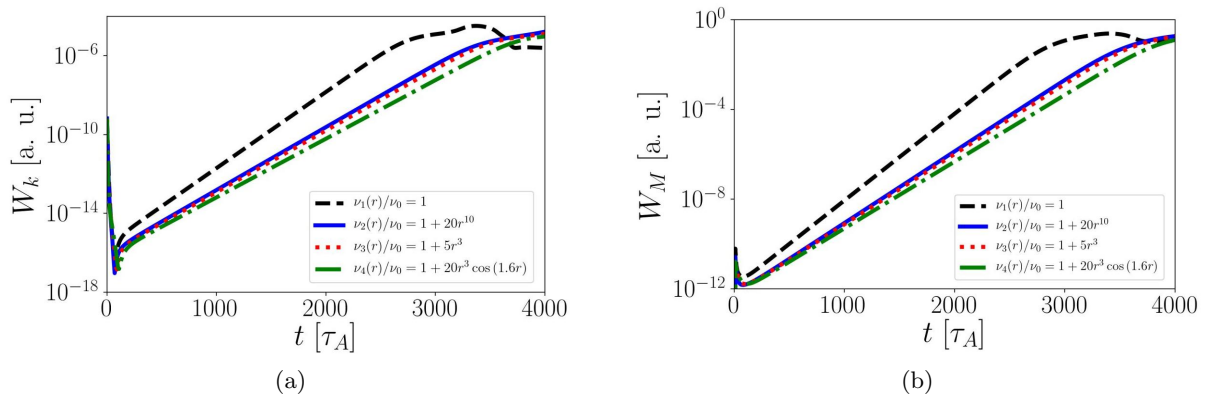 10^{-6}
10^{-10}
10^{-14}
10^{-18}
W_k [a. u.]
ν_1(r)/ν_0 = 1
ν_2(r)/ν_0 = 1 + 20r^{10}
ν_3(r)/ν_0 = 1 + 5r^3
ν_4(r)/ν_0 = 1 + 20r^3 cos (1.6r)
0 1000 2000 3000 4000
t [τ_A]
(a)
10^0
10^{-4}
10^{-8}
10^{-12}
W_M [a. u.]
ν_1(r)/ν_0 = 1
ν_2(r)/ν_0 = 1 + 20r^{10}
ν_3(r)/ν_0 = 1 + 5r^3
ν_4(r)/ν_0 = 1 + 20r^3 cos (1.6r)
0 1000 2000 3000 4000
t [τ_A]
(b)